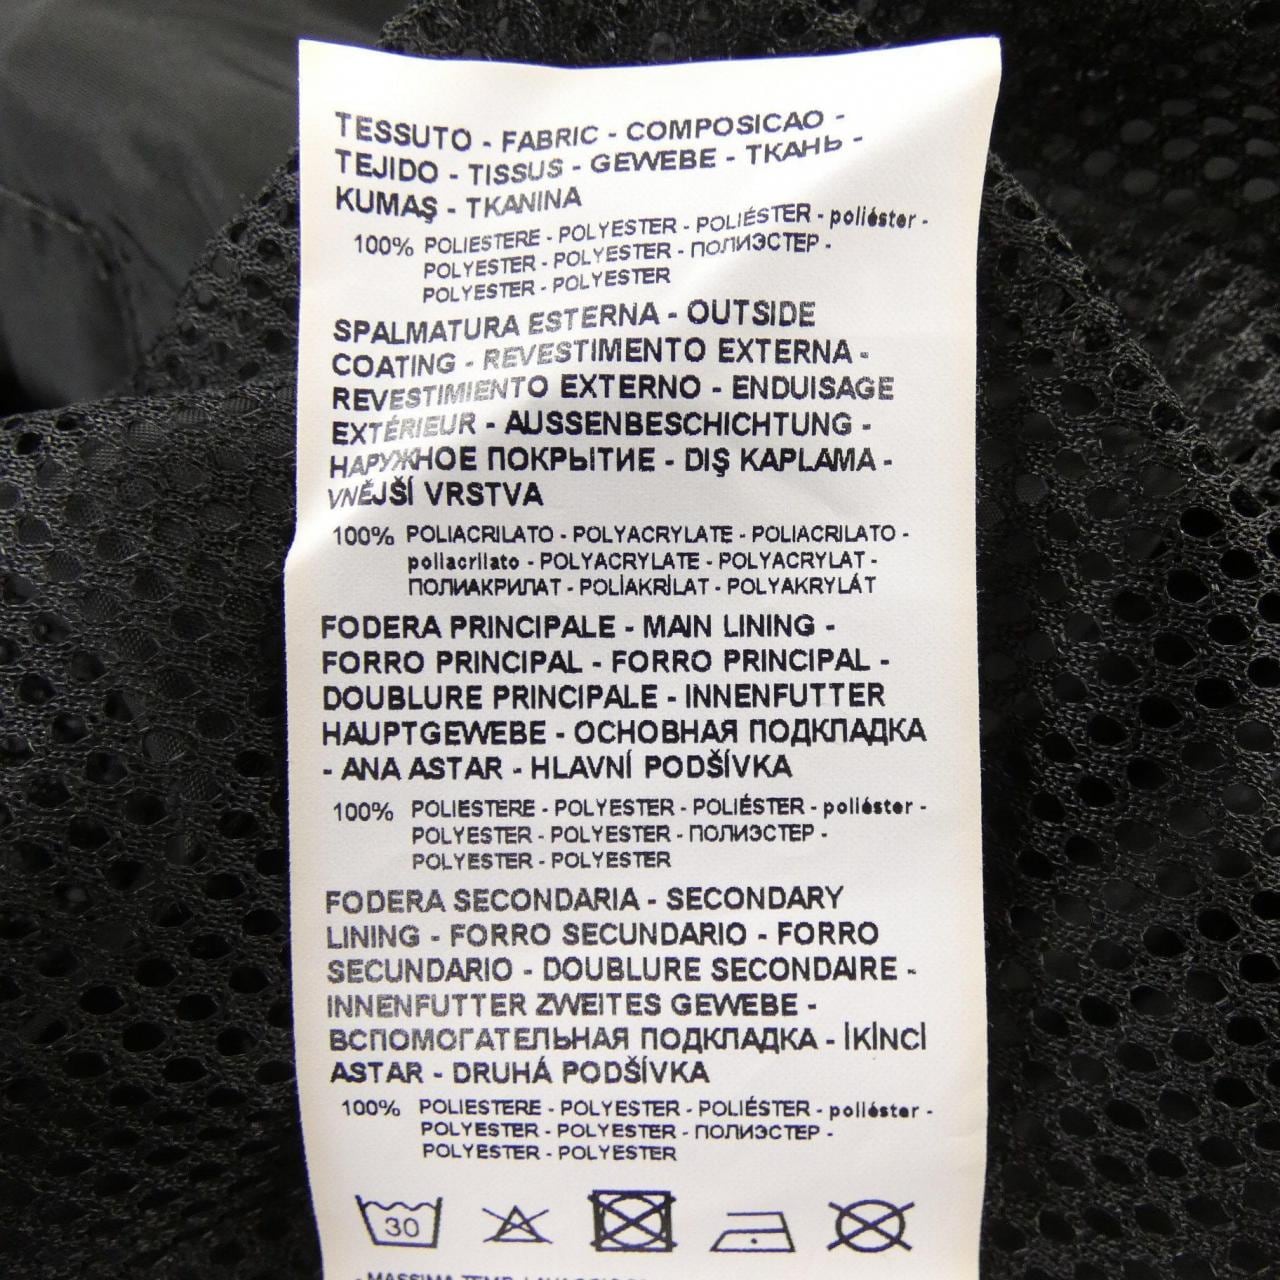 TESSUTO - FABRIC - COMPOSICAO -
TEJIDO - TISSUS - GEWEBE - ТКАНЬ -
KUMAŞ - TKANINA
100% POLIESTERE - POLYESTER - POLIÉSTER - poliéster -
POLYESTER - POLYESTER - ПОЛИЭСТЕР -
POLYESTER - POLYESTER
SPALMATURA ESTERNA - OUTSIDE
COATING - REVESTIMENTO EXTERNA -
REVESTIMIENTO EXTERNO - ENDUISAGE
EXTÉRIEUR - AUSSENBESCHICHTUNG -
НАРУЖНОЕ ПОКРЫТИЕ - DIŞ KAPLAMA -
VNĚJŠÍ VRSTVA
100% POLIACRILATO - POLYACRYLATE - POLIACRILATO -
poliacrilato - POLYACRYLATE - POLYACRYLAT -
ПОЛИАКРИЛАТ - POLİAKRİLAT - POLYAKRYLÁT
FODERA PRINCIPALE - MAIN LINING -
FORRO PRINCIPAL - FORRO PRINCIPAL -
DOUBLURE PRINCIPALE - INNENFUTTER
HAUPTGEWEBE - ОСНОВНАЯ ПОДКЛАДКА
- ANA ASTAR - HLAVNÍ PODŠÍVKA
100% POLIESTERE - POLYESTER - POLIÉSTER - poliéster -
POLYESTER - POLYESTER - ПОЛИЭСТЕР -
POLYESTER - POLYESTER
FODERA SECONDARIA - SECONDARY
LINING - FORRO SECUNDARIO - FORRO
SECUNDARIO - DOUBLURE SECONDAIRE -
INNENFUTTER ZWEITES GEWEBE -
ВСПОМОГАТЕЛЬНАЯ ПОДКЛАДКА - İKİNCİ
ASTAR - DRUHÁ PODŠÍVKA
100% POLIESTERE - POLYESTER - POLIÉSTER - poliéster -
POLYESTER - POLYESTER - ПОЛИЭСТЕР -
POLYESTER - POLYESTER
30
- MASSIMA TEMP.